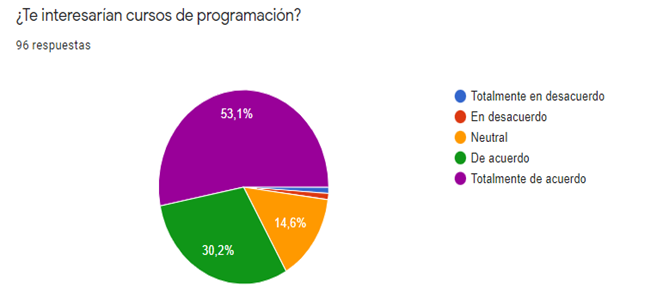 ¿Te interesarían cursos de programación?
96 respuestas
53,1%
14,6%
30,2%
Totalmente en desacuerdo
En desacuerdo
Neutral
De acuerdo
Totalmente de acuerdo